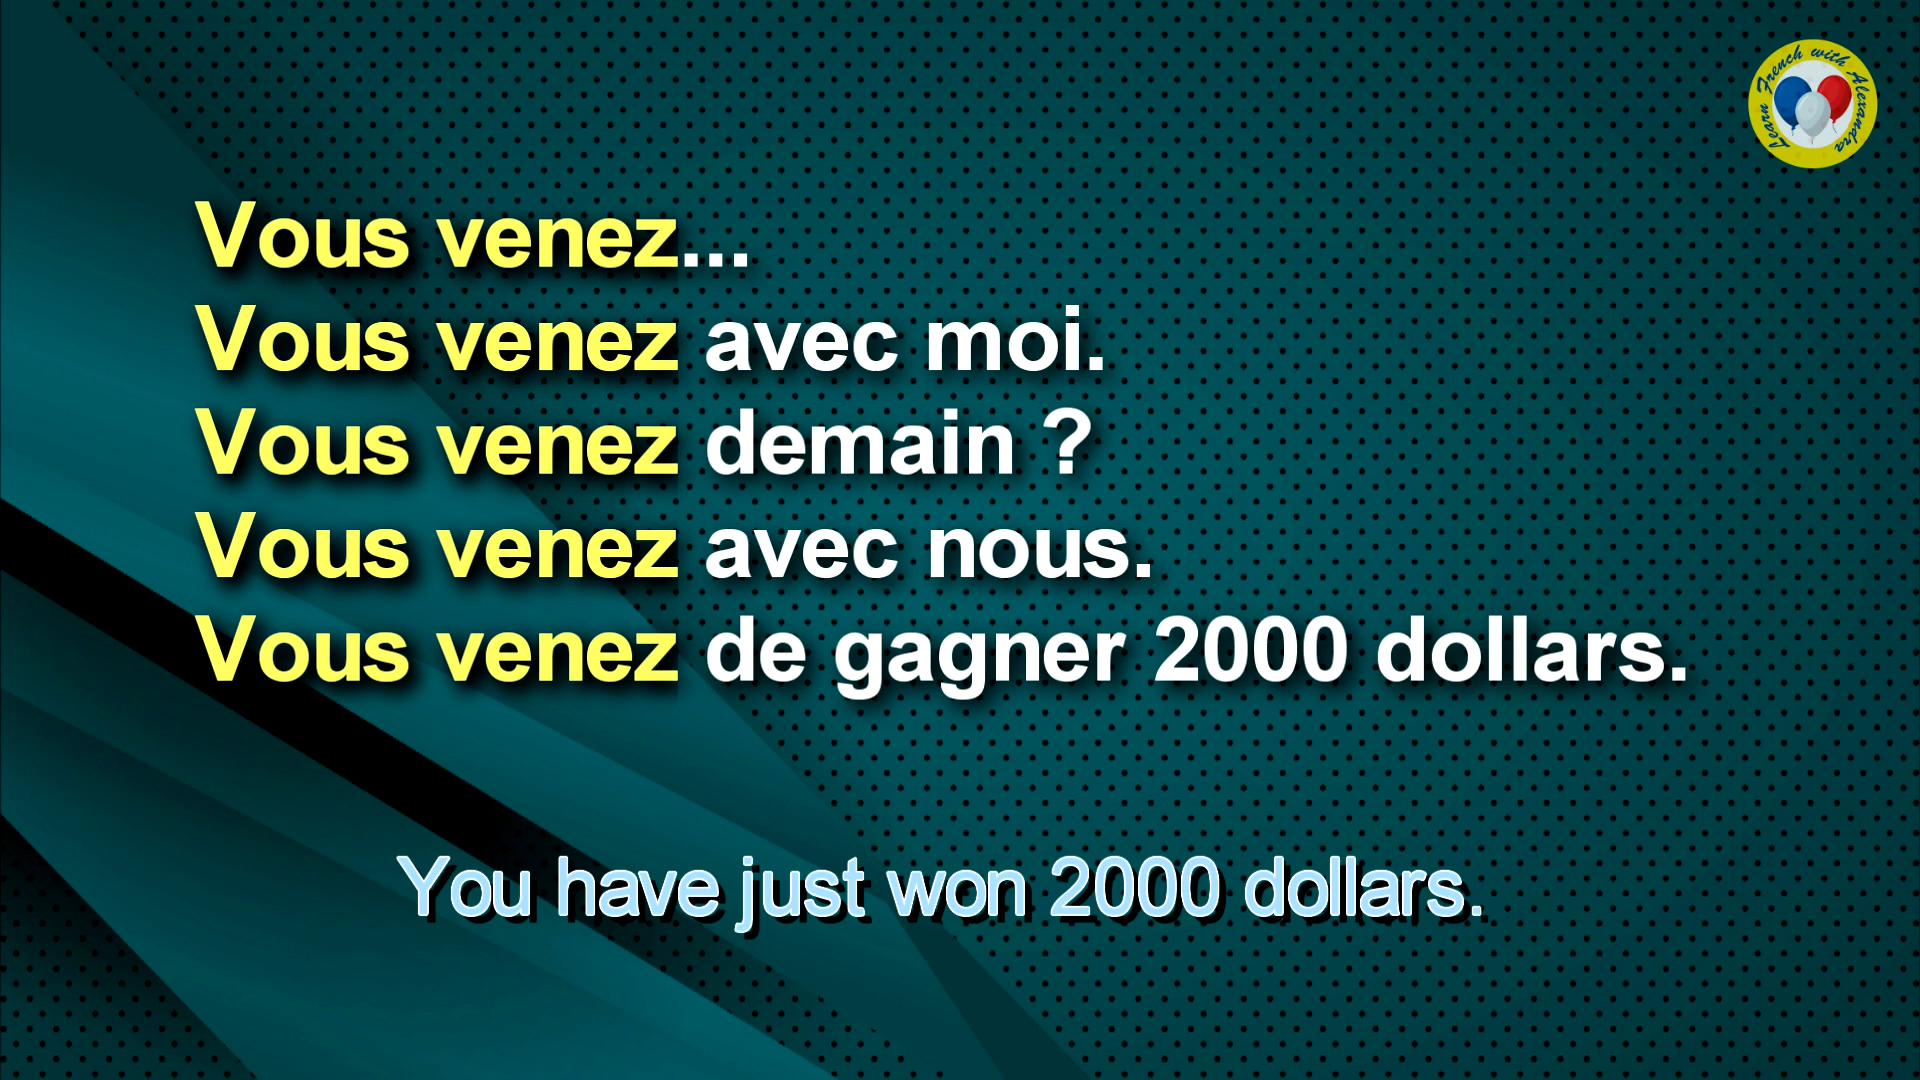 Learn French with Alexandra
Vous venez...
Vous venez avec moi.
Vous venez demain ?
Vous venez avec nous.
Vous venez de gagner 2000 dollars.
You have just won 2000 dollars.